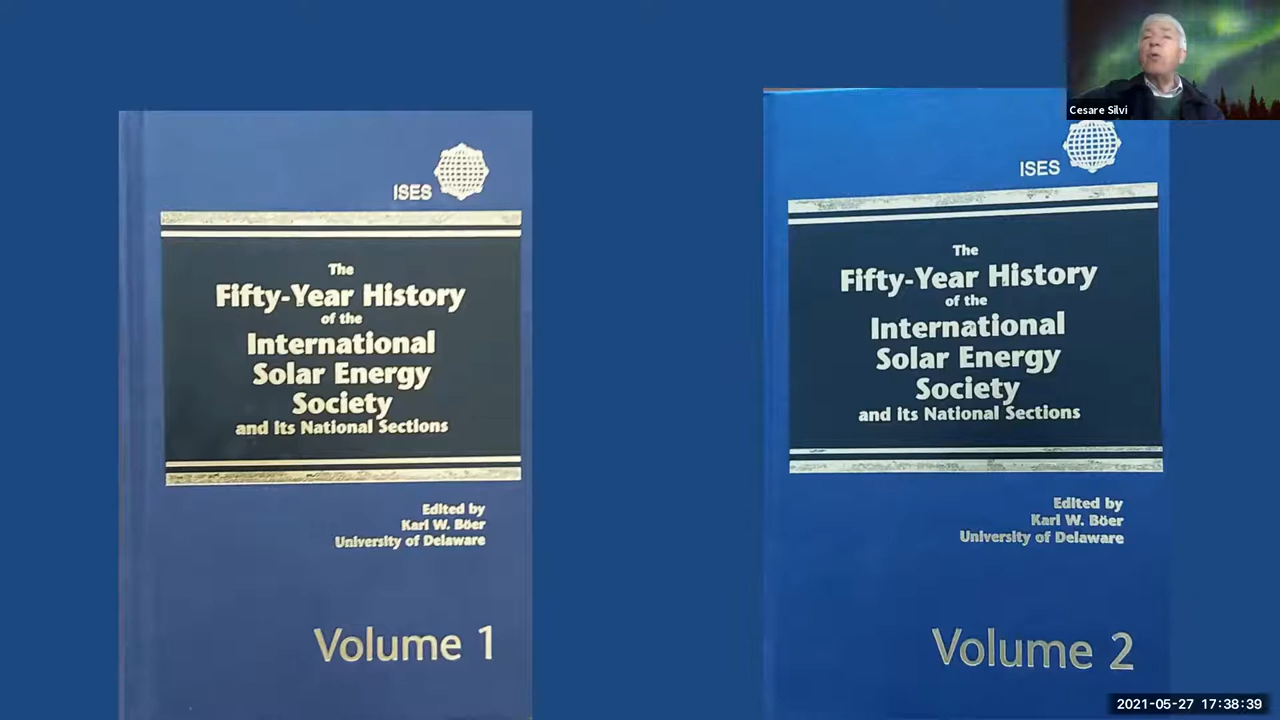 ISES
The
Fifty-Year History
of the
International
Solar Energy
Society
and Its National Sections
Edited by
Karl W. Böer
University of Delaware
Volume 1
Cesare Silvi
ISES
The
Fifty-Year History
of the
International
Solar Energy
Society
and its National Sections
Edited by
Karl W. Böer
University of Delaware
Volume 2
2021-05-27 17:38:39